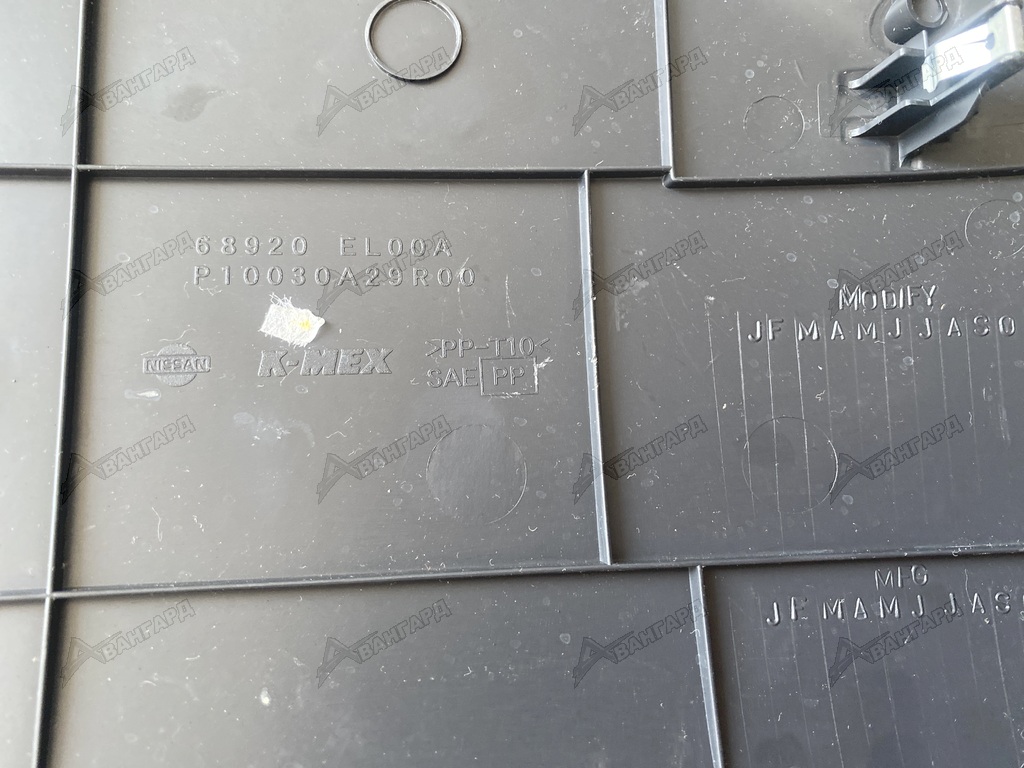 68920 EL00A
P10030A29R00
NISSAN
K-MEX
>PP-T10<
SAE PP
MODIFY
JFMAMJJASO
MFG
JFMAMJJAS
АВАНГАРД